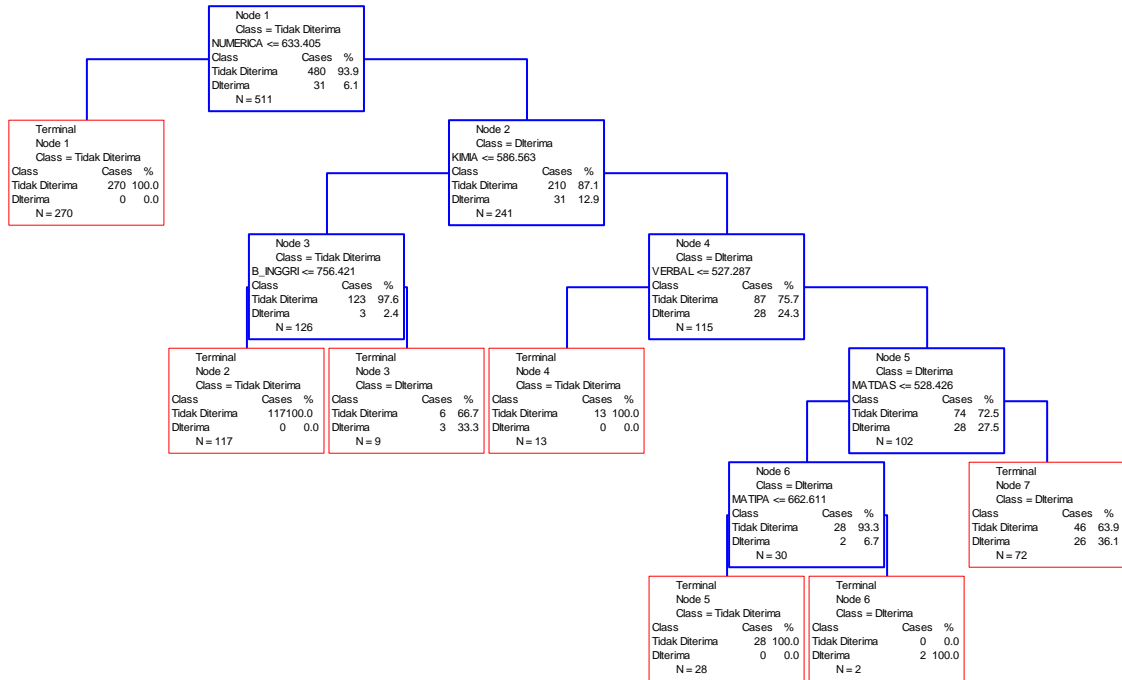 Node 1
Class = Tidak Diterima
NUMERICA <= 633.405
Class Cases %
Tidak Diterima 480 93.9
DIterima 31 6.1
N = 511
Terminal
Node 1
Class = Tidak Diterima
Class Cases %
Tidak Diterima 270 100.0
DIterima 0 0.0
N = 270
Node 2
Class = DIterima
KIMIA <= 586.563
Class Cases %
Tidak Diterima 210 87.1
DIterima 31 12.9
N = 241
Node 3
Class = Tidak Diterima
B_INGGRI <= 756.421
Class Cases %
Tidak Diterima 123 97.6
DIterima 3 2.4
N = 126
Node 4
Class = DIterima
VERBAL <= 527.287
Class Cases %
Tidak Diterima 87 75.7
DIterima 28 24.3
N = 115
Terminal
Node 2
Class = Tidak Diterima
Class Cases %
Tidak Diterima 117 100.0
DIterima 0 0.0
N = 117
Terminal
Node 3
Class = DIterima
Class Cases %
Tidak Diterima 6 66.7
DIterima 3 33.3
N = 9
Terminal
Node 4
Class = Tidak Diterima
Class Cases %
Tidak Diterima 13 100.0
DIterima 0 0.0
N = 13
Node 5
Class = DIterima
MATDAS <= 528.426
Class Cases %
Tidak Diterima 74 72.5
DIterima 28 27.5
N = 102
Node 6
Class = DIterima
MATIPA <= 662.611
Class Cases %
Tidak Diterima 28 93.3
DIterima 2 6.7
N = 30
Terminal
Node 7
Class = DIterima
Class Cases %
Tidak Diterima 46 63.9
DIterima 26 36.1
N = 72
Terminal
Node 5
Class = Tidak Diterima
Class Cases %
Tidak Diterima 28 100.0
DIterima 0 0.0
N = 28
Terminal
Node 6
Class = DIterima
Class Cases %
Tidak Diterima 0 0.0
DIterima 2 100.0
N = 2